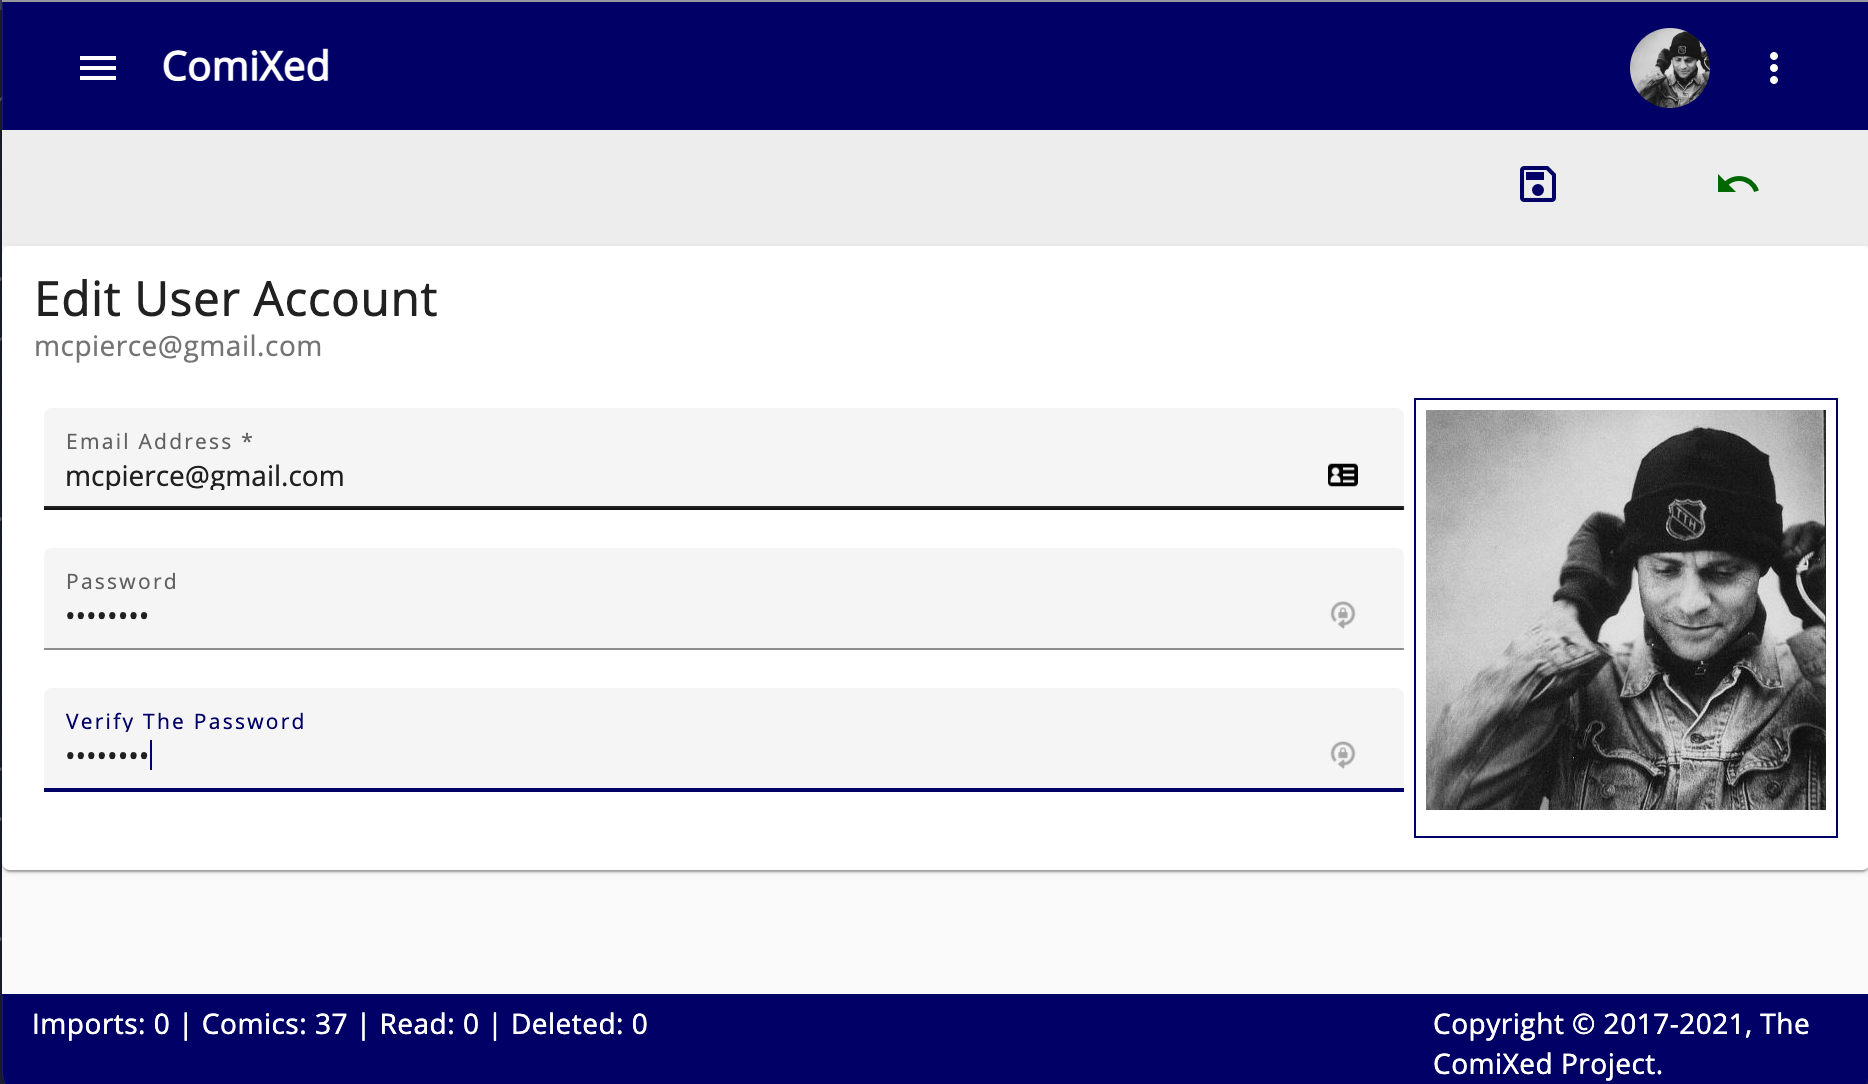 ComiXed
Edit User Account
mcpierce@gmail.com
Email Address *
mcpierce@gmail.com
Password
••••••••
Verify The Password
••••••••
TTH
Imports: 0 | Comics: 37 | Read: 0 | Deleted: 0
Copyright © 2017-2021, The
ComiXed Project.